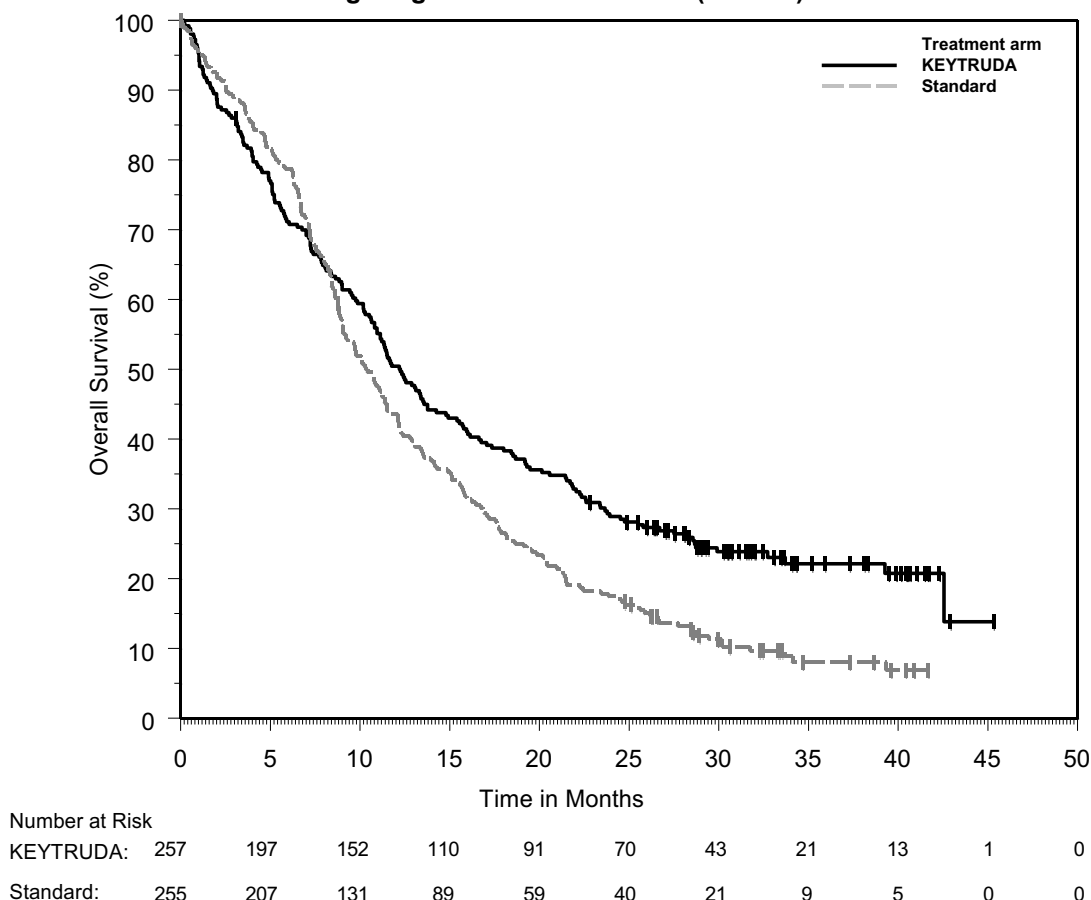 Treatment arm
KEYTRUDA
Standard
100
90
80
70
60
50
40
30
20
10
0
Overall Survival (%)
0 5 10 15 20 25 30 35 40 45 50
Time in Months
Number at Risk
KEYTRUDA: 257 197 152 110 91 70 43 21 13 1 0
Standard: 255 207 131 89 59 40 21 9 5 0 0